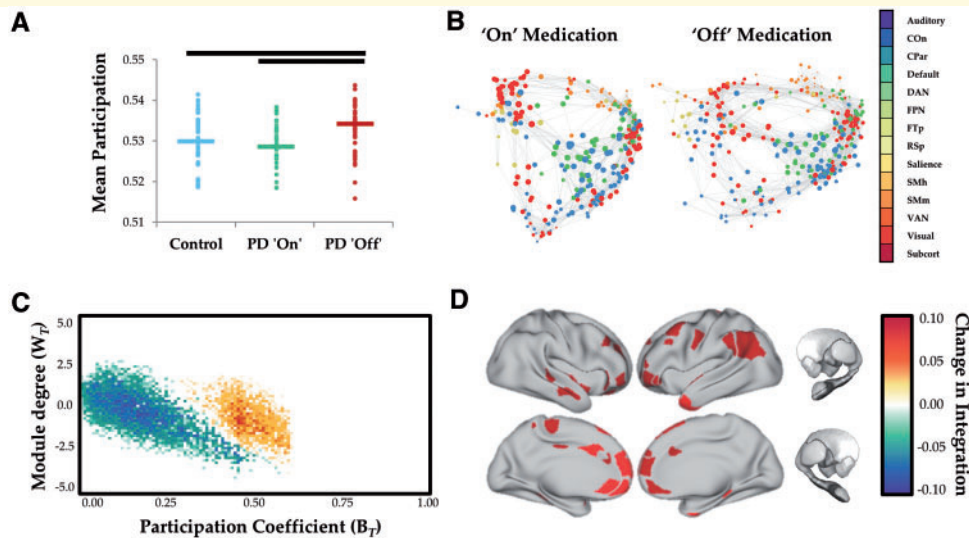 A
0.55
0.54
0.53
0.52
0.51
Mean Participation
Control
PD 'On'
PD 'Off'
B
'On' Medication
'Off' Medication
Auditory
COn
CPar
Default
DAN
FPN
FTp
RSp
Salience
SMh
SMm
VAN
Visual
Subcort
C
5.0
2.5
0.0
-2.5
-5.0
Module degree (W_T)
0.00
0.25
0.50
0.75
1.00
Participation Coefficient (B_T)
D
0.10
0.05
0.00
-0.05
-0.10
Change in Integration